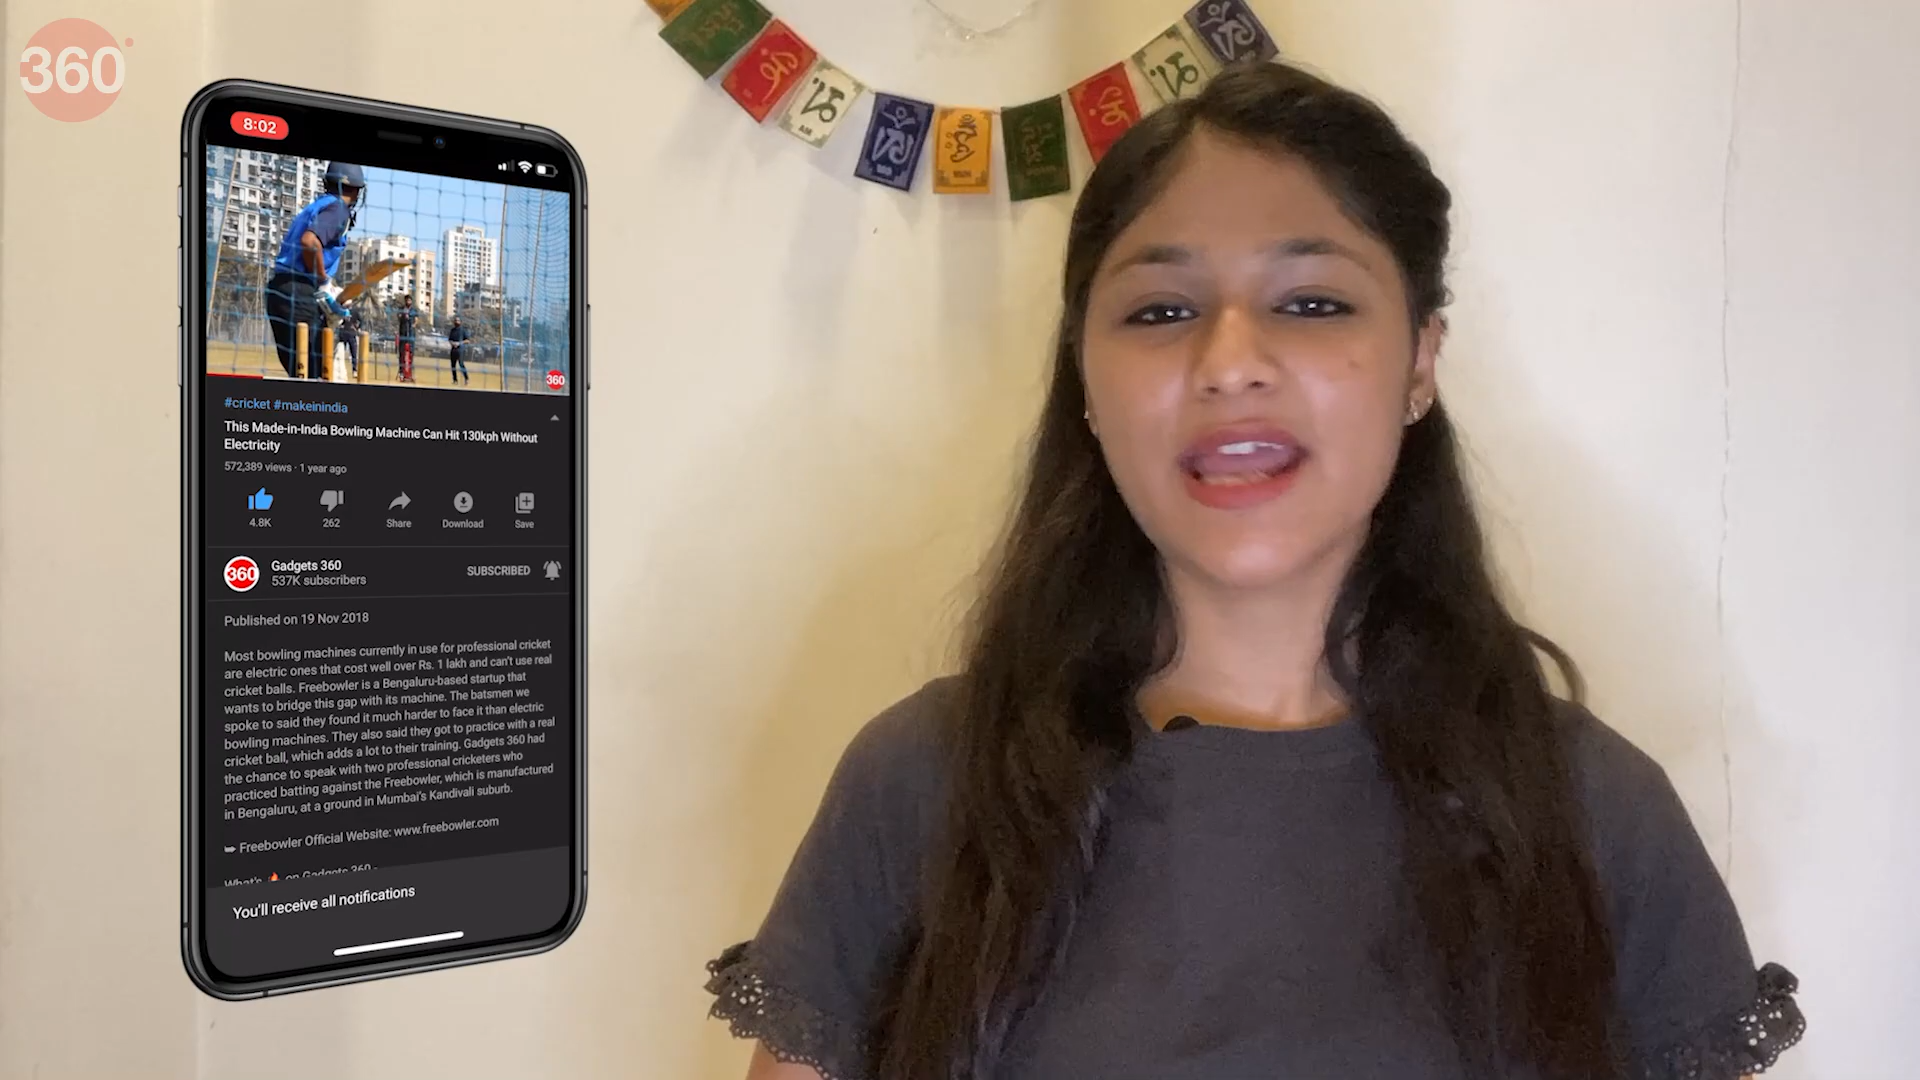 360
8:02
360
#cricket #makeinindia
This Made-in-India Bowling Machine Can Hit 130kph Without
Electricity
572,389 views · 1 year ago
4.8K
262
Share
Download
Save
360
Gadgets 360
537K subscribers
SUBSCRIBED
Published on 19 Nov 2018
Most bowling machines currently in use for professional cricket
are electric ones that cost well over Rs. 1 lakh and can't use real
cricket balls. Freebowler is a Bengaluru-based startup that
wants to bridge this gap with its machine. The batsmen we
spoke to said they found it much harder to face it than electric
bowling machines. They also said they got to practice with a real
cricket ball, which adds a lot to their training. Gadgets 360 had
the chance to speak with two professional cricketers who
practiced batting against the Freebowler, which is manufactured
in Bengaluru, at a ground in Mumbai's Kandivali suburb.
➥ Freebowler Official Website: www.freebowler.com
What's 🔥 on Gadgets 360 -
You'll receive all notifications